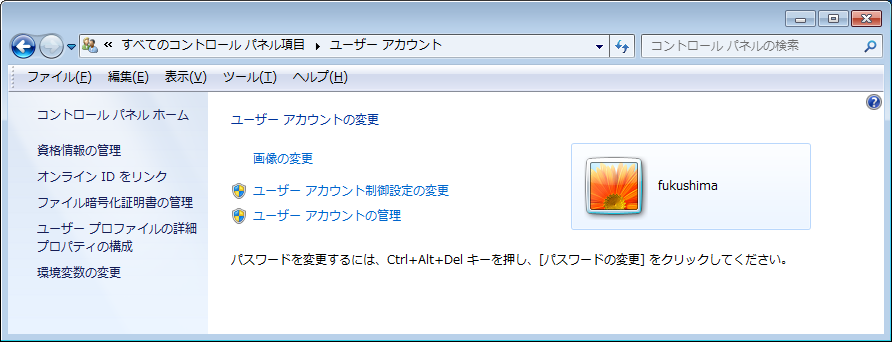 « すべてのコントロール パネル項目 ▸ ユーザー アカウント
コントロール パネルの検索
ファイル(F) 編集(E) 表示(V) ツール(T) ヘルプ(H)
コントロール パネル ホーム
資格情報の管理
オンライン ID をリンク
ファイル暗号化証明書の管理
ユーザー プロファイルの詳細
プロパティの構成
環境変数の変更
ユーザー アカウントの変更
画像の変更
ユーザー アカウント制御設定の変更
ユーザー アカウントの管理
fukushima
パスワードを変更するには、Ctrl+Alt+Del キーを押し、[パスワードの変更] をクリックしてください。